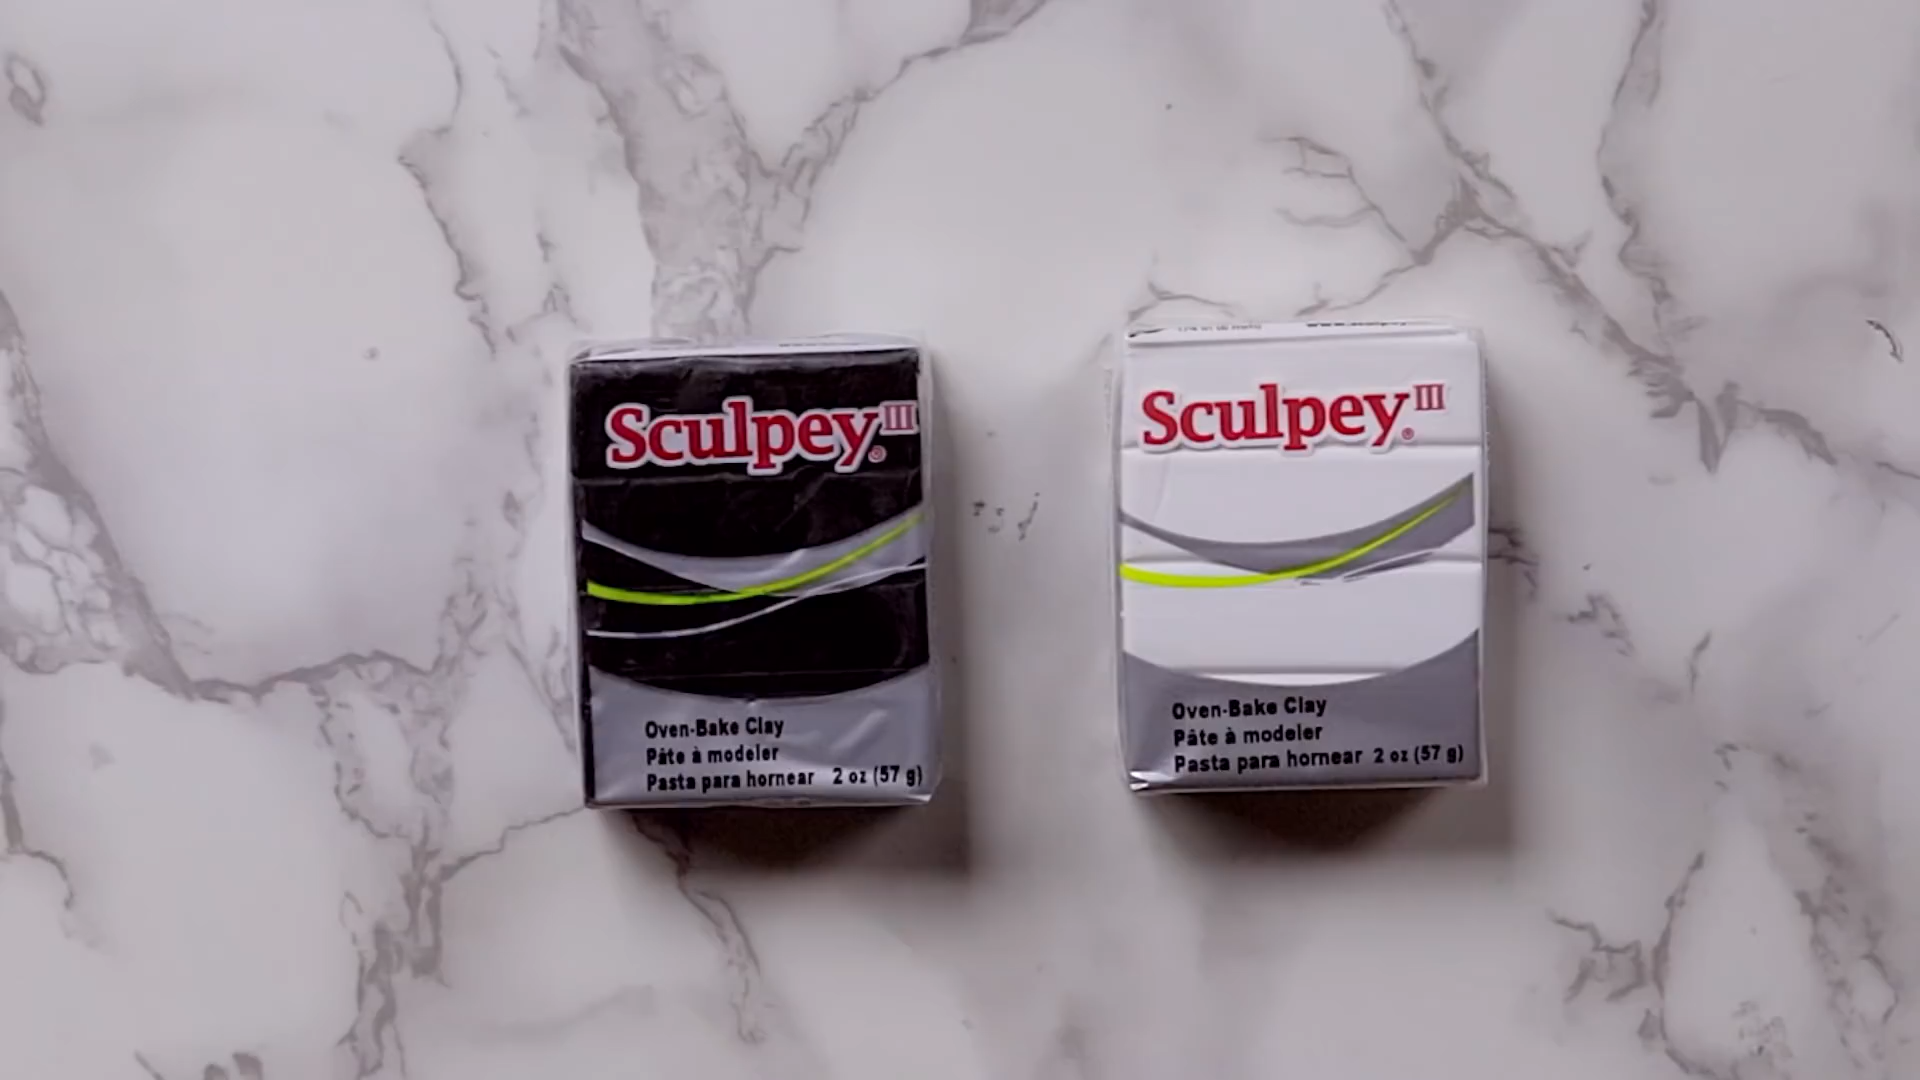 Sculpey III ®
Oven-Bake Clay
Pâte à modeler
Pasta para hornear 2 oz (57 g)
Sculpey III ®
Oven-Bake Clay
Pâte à modeler
Pasta para hornear 2 oz (57 g)